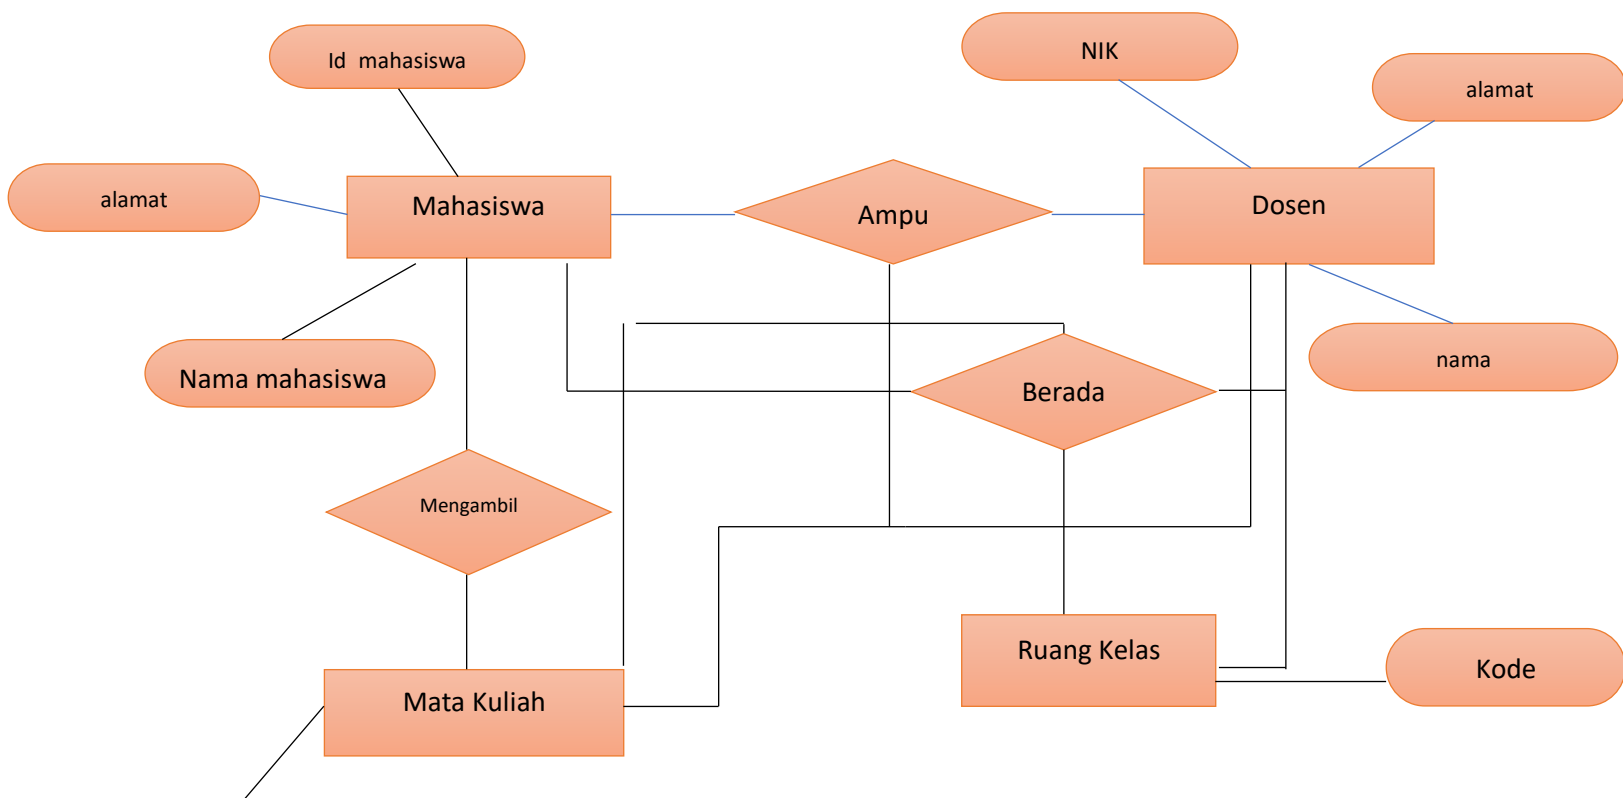 NIK
Id  mahasiswa
alamat
alamat
Mahasiswa
Ampu
Dosen
Nama mahasiswa
Berada
nama
Mengambil
Ruang Kelas
Kode
Mata Kuliah